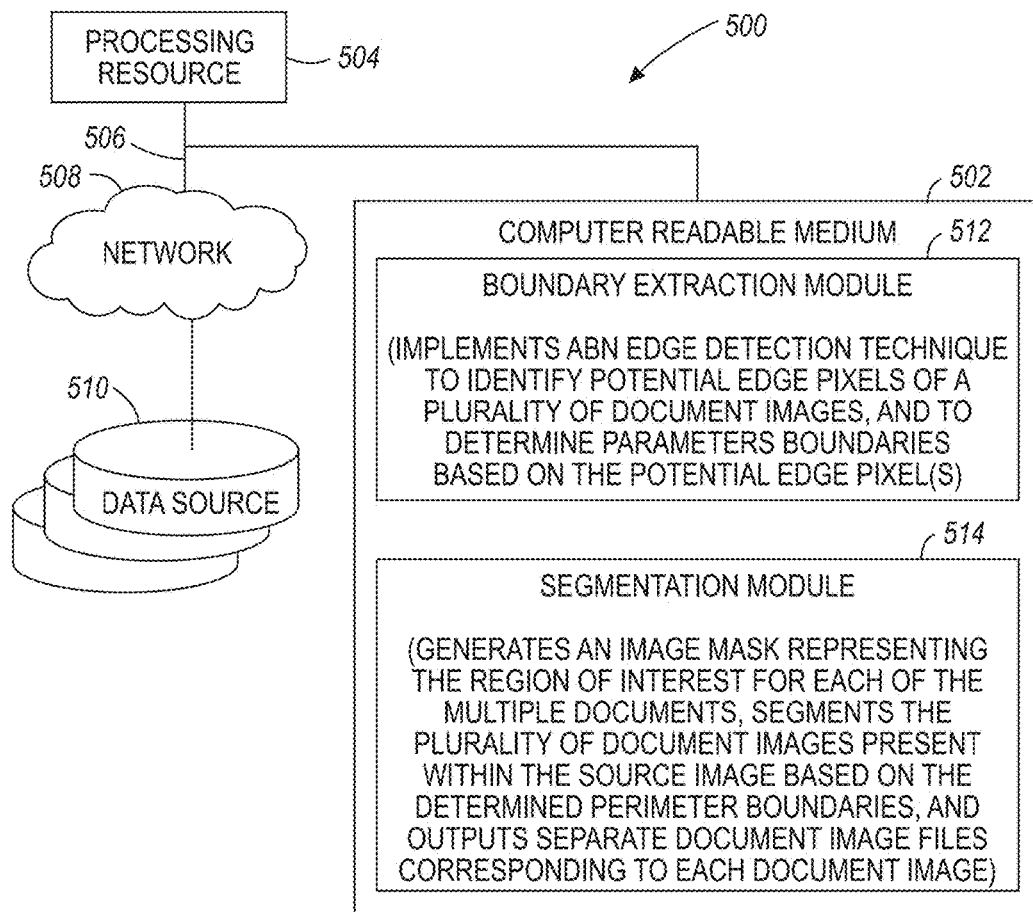 PROCESSING
RESOURCE
504
500
506
508
NETWORK
510
DATA SOURCE
502
COMPUTER READABLE MEDIUM
512
BOUNDARY EXTRACTION MODULE
(IMPLEMENTS ABN EDGE DETECTION TECHNIQUE
TO IDENTIFY POTENTIAL EDGE PIXELS OF A
PLURALITY OF DOCUMENT IMAGES, AND TO
DETERMINE PARAMETERS BOUNDARIES
BASED ON THE POTENTIAL EDGE PIXEL(S)
514
SEGMENTATION MODULE
(GENERATES AN IMAGE MASK REPRESENTING
THE REGION OF INTEREST FOR EACH OF THE
MULTIPLE DOCUMENTS, SEGMENTS THE
PLURALITY OF DOCUMENT IMAGES PRESENT
WITHIN THE SOURCE IMAGE BASED ON THE
DETERMINED PERIMETER BOUNDARIES, AND
OUTPUTS SEPARATE DOCUMENT IMAGE FILES
CORRESPONDING TO EACH DOCUMENT IMAGE)